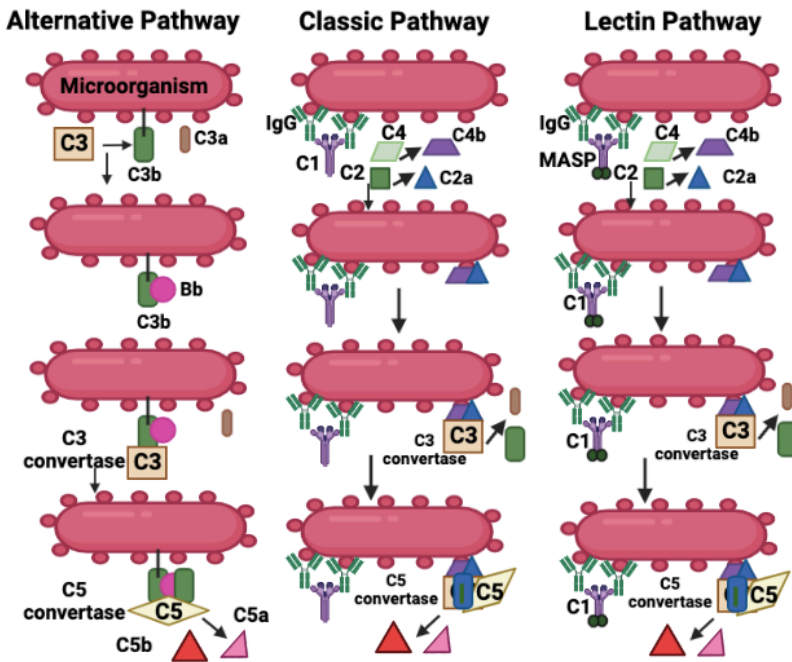 Alternative Pathway
Microorganism
C3
C3a
C3b
Bb
C3b
C3
convertase
C3
C5
convertase
C5
C5a
C5b
Classic Pathway
IgG
C1
C4
C4b
C2
C2a
C3
C3
convertase
C5
convertase
C5
Lectin Pathway
IgG
MASP
C4
C4b
C2
C2a
C1
C1
C3
C3
convertase
C1
C5
convertase
C5